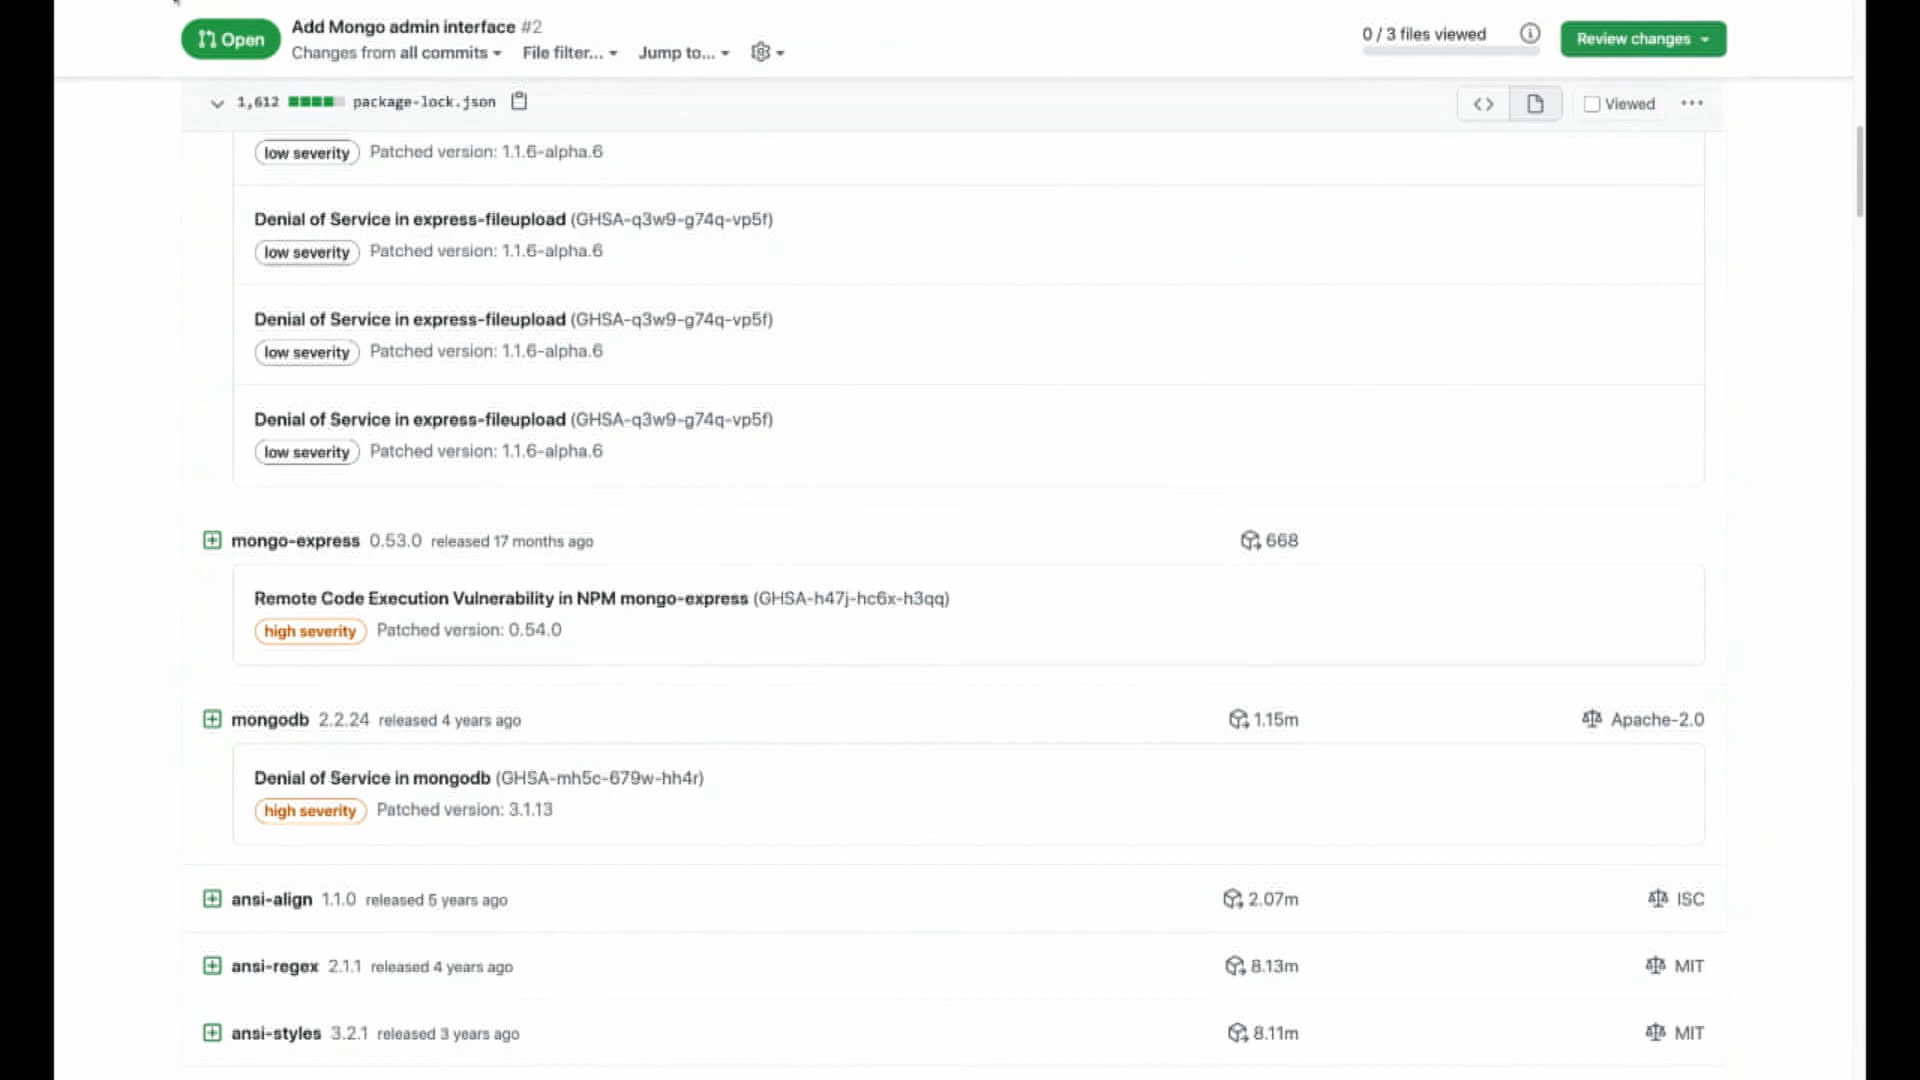 Open
Add Mongo admin interface #2
Changes from all commits File filter... Jump to...
0 / 3 files viewed
Review changes
1,612 package-lock.json
Viewed
low severity Patched version: 1.1.6-alpha.6
Denial of Service in express-fileupload (GHSA-q3w9-g74q-vp5f)
low severity Patched version: 1.1.6-alpha.6
Denial of Service in express-fileupload (GHSA-q3w9-g74q-vp5f)
low severity Patched version: 1.1.6-alpha.6
Denial of Service in express-fileupload (GHSA-q3w9-g74q-vp5f)
low severity Patched version: 1.1.6-alpha.6
mongo-express 0.53.0 released 17 months ago 668
Remote Code Execution Vulnerability in NPM mongo-express (GHSA-h47j-hc6x-h3qq)
high severity Patched version: 0.54.0
mongodb 2.2.24 released 4 years ago 1.15m Apache-2.0
Denial of Service in mongodb (GHSA-mh5c-679w-hh4r)
high severity Patched version: 3.1.13
ansi-align 1.1.0 released 5 years ago 2.07m ISC
ansi-regex 2.1.1 released 4 years ago 8.13m MIT
ansi-styles 3.2.1 released 3 years ago 8.11m MIT